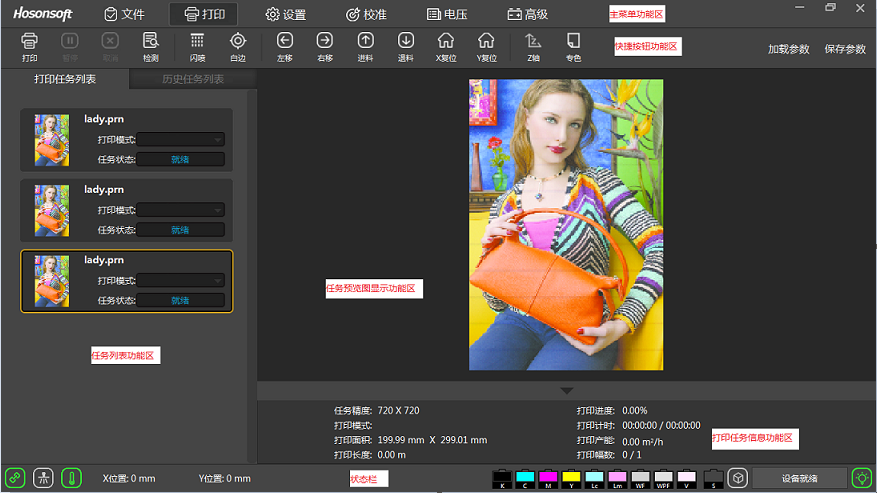 Hosonsoft 文件 打印 设置 校准 电压 高级 主菜单功能区
打印 暂停 取消 检测 闪喷 白边 左移 右移 进料 退料 X复位 Y复位 Z轴 专色 快捷按钮功能区 加载参数 保存参数
打印任务列表 历史任务列表
lady.prn
打印模式:
任务状态: 就绪
lady.prn
打印模式:
任务状态: 就绪
lady.prn
打印模式:
任务状态: 就绪
任务列表功能区
任务预览图显示功能区
任务精度: 720 X 720
打印模式:
打印面积: 199.99 mm X 299.01 mm
打印长度: 0.00 m
打印进度: 0.00%
打印计时: 00:00:00 / 00:00:00
打印产能: 0.00 m²/h
打印幅数: 0 / 1
打印任务信息功能区
X位置: 0 mm Y位置: 0 mm 状态栏 K C M Y Lc Lm WF WPF V S 设备就绪